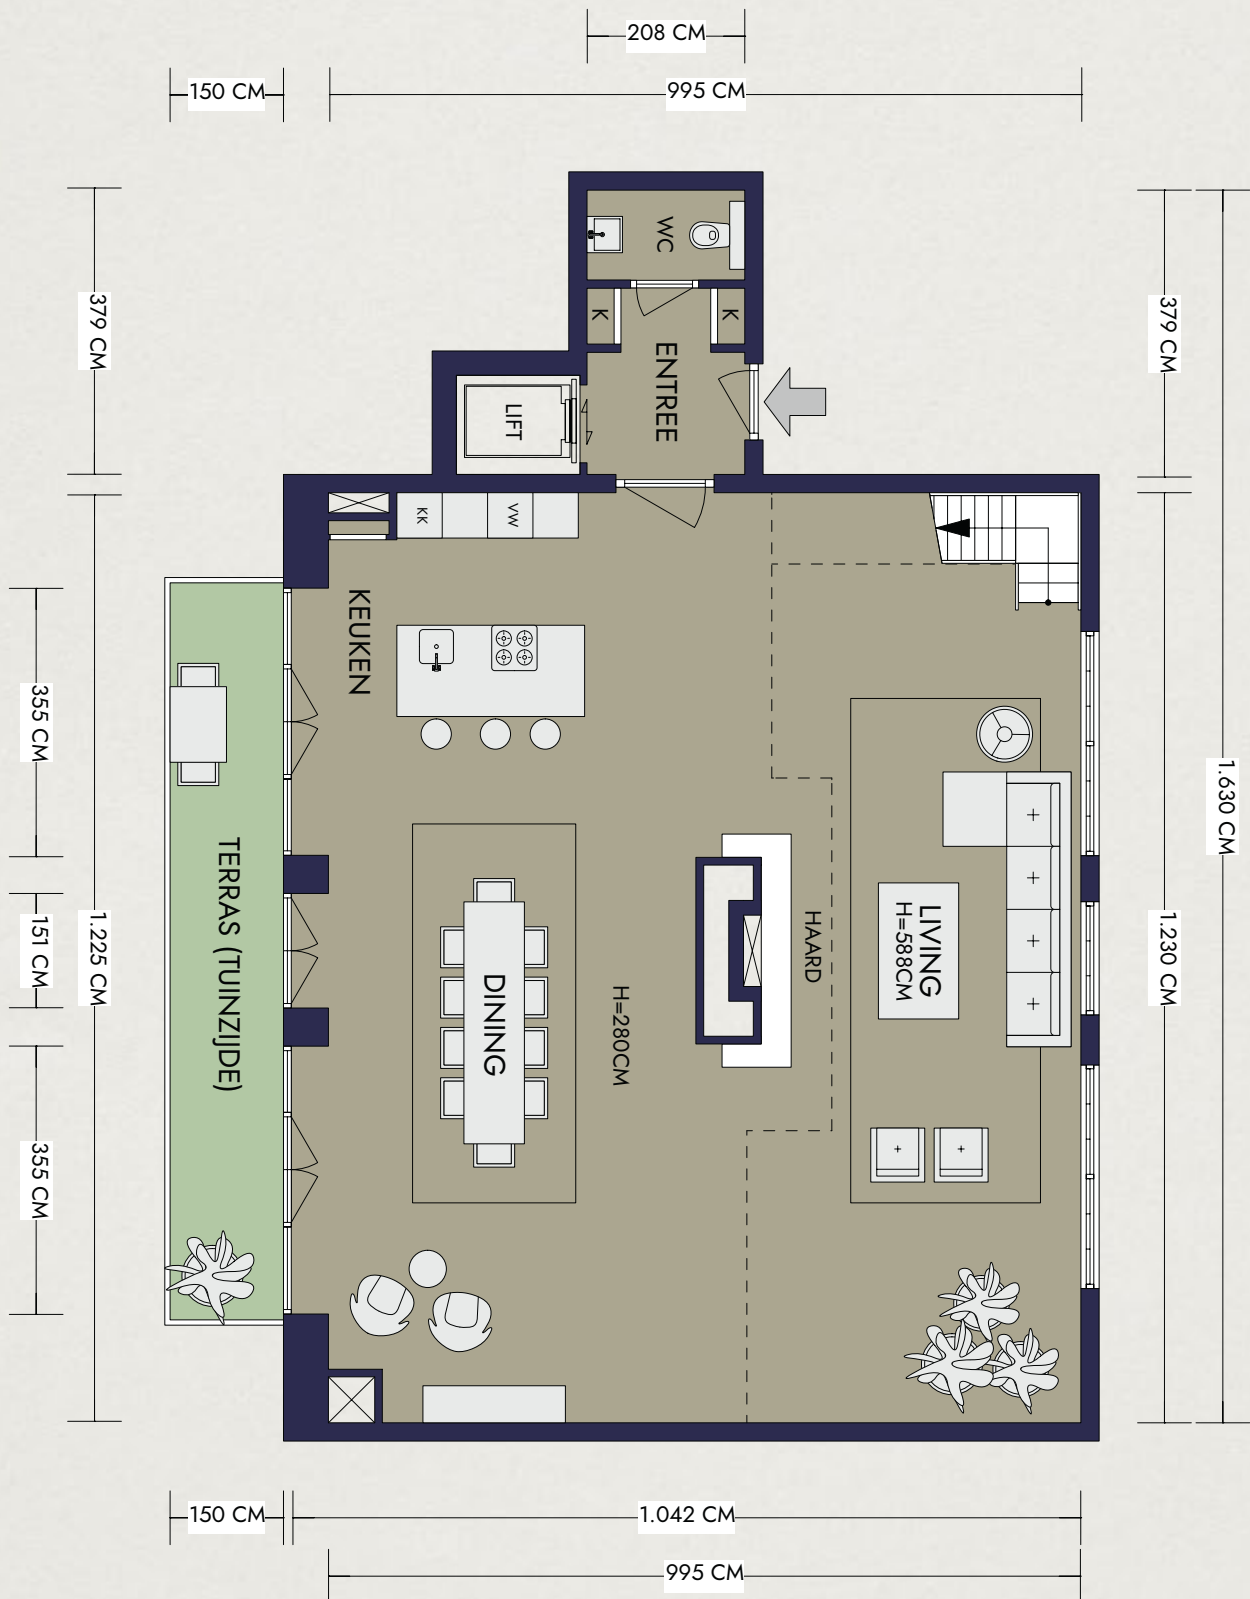 208 CM
150 CM
995 CM
WC
379 CM
379 CM
K
K
ENTREE
LIFT
KK
VW
KEUKEN
355 CM
1.630 CM
TERRAS (TUINZIJDE)
HAARD
LIVING
H=588CM
151 CM
1.225 CM
1.230 CM
DINING
H=280CM
355 CM
150 CM
1.042 CM
995 CM